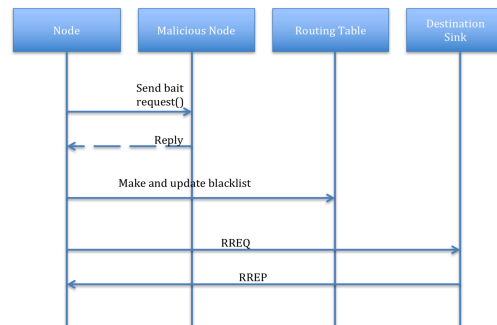 Node
Malicious Node
Routing Table
Destination
Sink
Send bait
request()
Reply
Make and update blacklist
RREQ
RREP